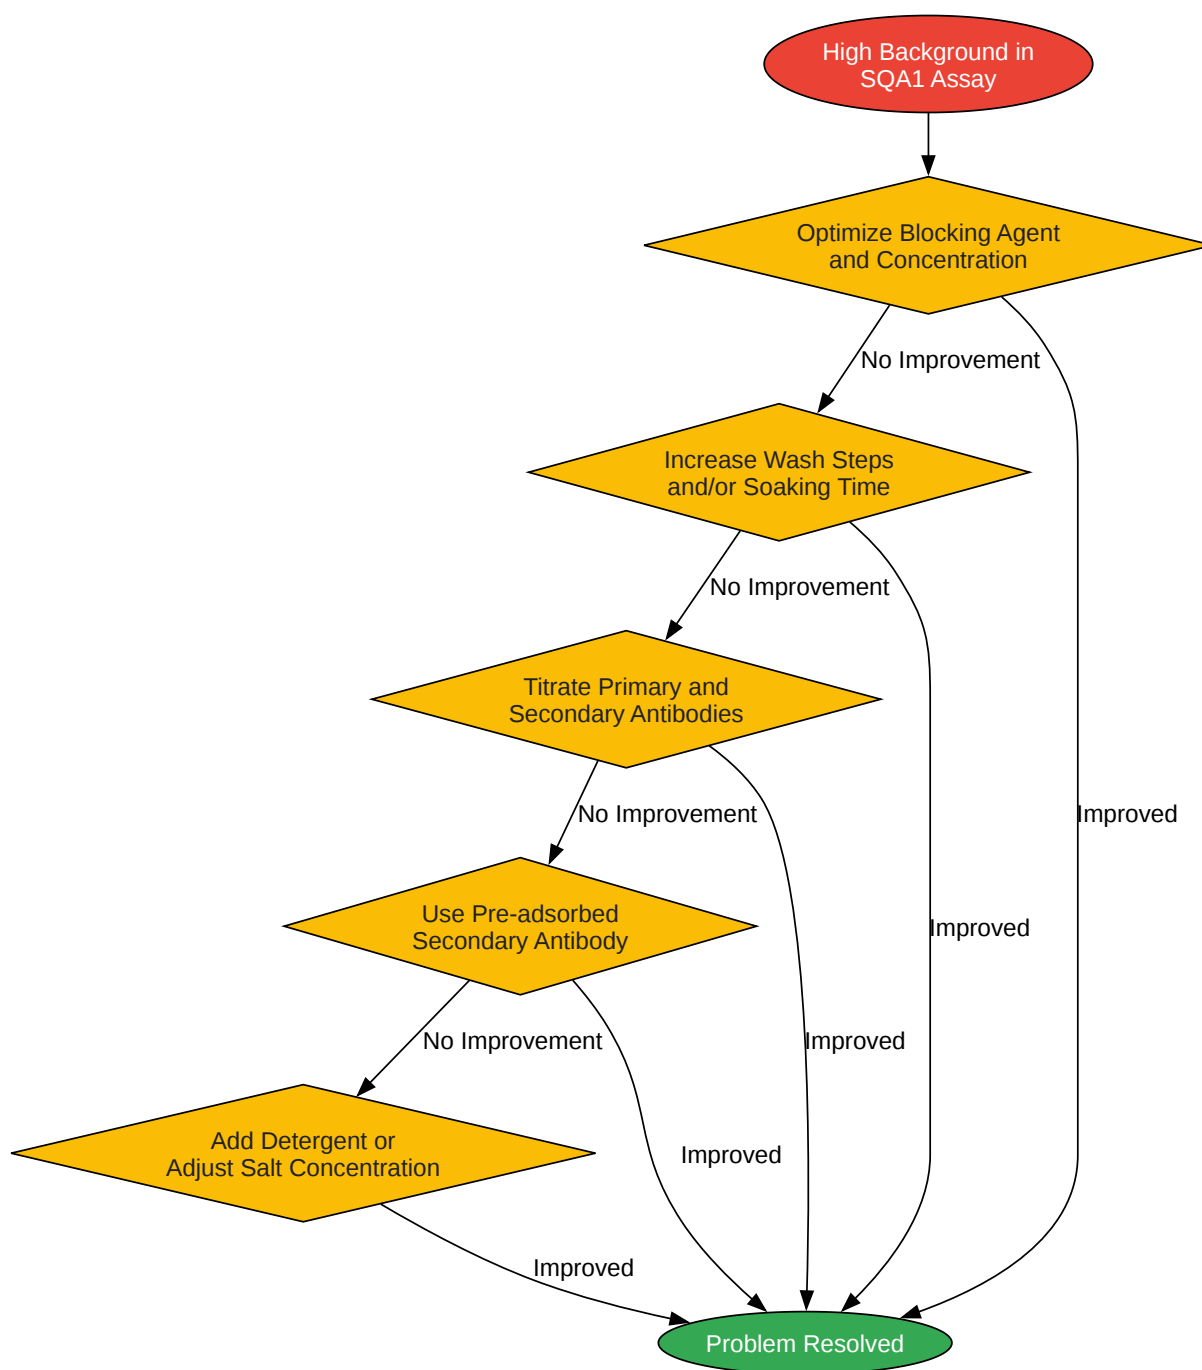 High Background in
SQA1 Assay
Optimize Blocking Agent
and Concentration
No Improvement
Increase Wash Steps
and/or Soaking Time
No Improvement
Titrate Primary and
Secondary Antibodies
No Improvement
Improved
Use Pre-adsorbed
Secondary Antibody
Improved
No Improvement
Improved
Add Detergent or
Adjust Salt Concentration
Improved
Improved
Problem Resolved